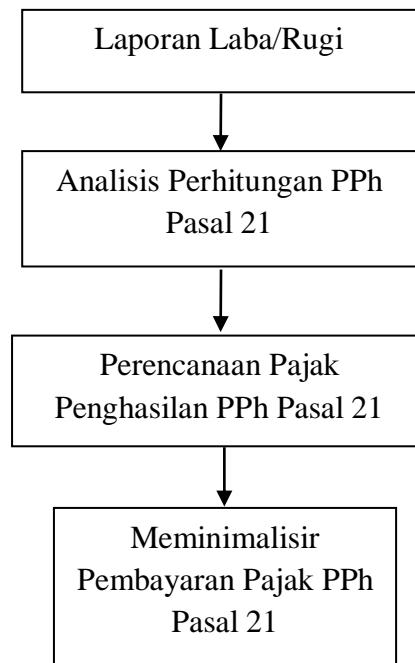 Laporan Laba/Rugi
Analisis Perhitungan PPh
Pasal 21
Perencanaan Pajak
Penghasilan PPh Pasal 21
Meminimalisir
Pembayaran Pajak PPh
Pasal 21